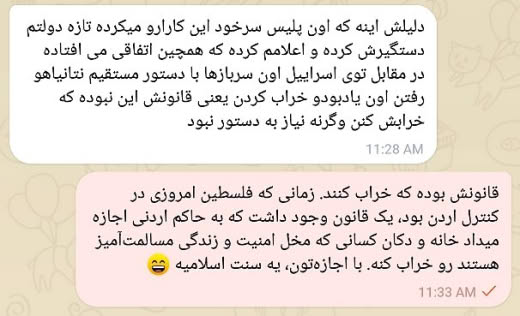 دلیلش اینه که اون پلیس سرخود این کارارو میکرده تازه دولتم
دستگیرش کرده و اعلامم کرده که همچین اتفاقی می افتاده
در مقابل توی اسراییل اون سربازها با دستور مستقیم نتانیاهو
رفتن اون یادبودو خراب کردن یعنی قانونش این نبوده که
خرابش کنن وگرنه نیاز به دستور نبود
11:28 AM
قانونش بوده که خراب کنند. زمانی که فلسطین امروزی در
کنترل اردن بود، یک قانون وجود داشت که به حاکم اردنی اجازه
میداد خانه و دکان کسانی که مخل امنیت و زندگی مسالمت‌آمیز
هستند رو خراب کنه. با اجازه‌تون، یه سنت اسلامیه 😄
11:33 AM